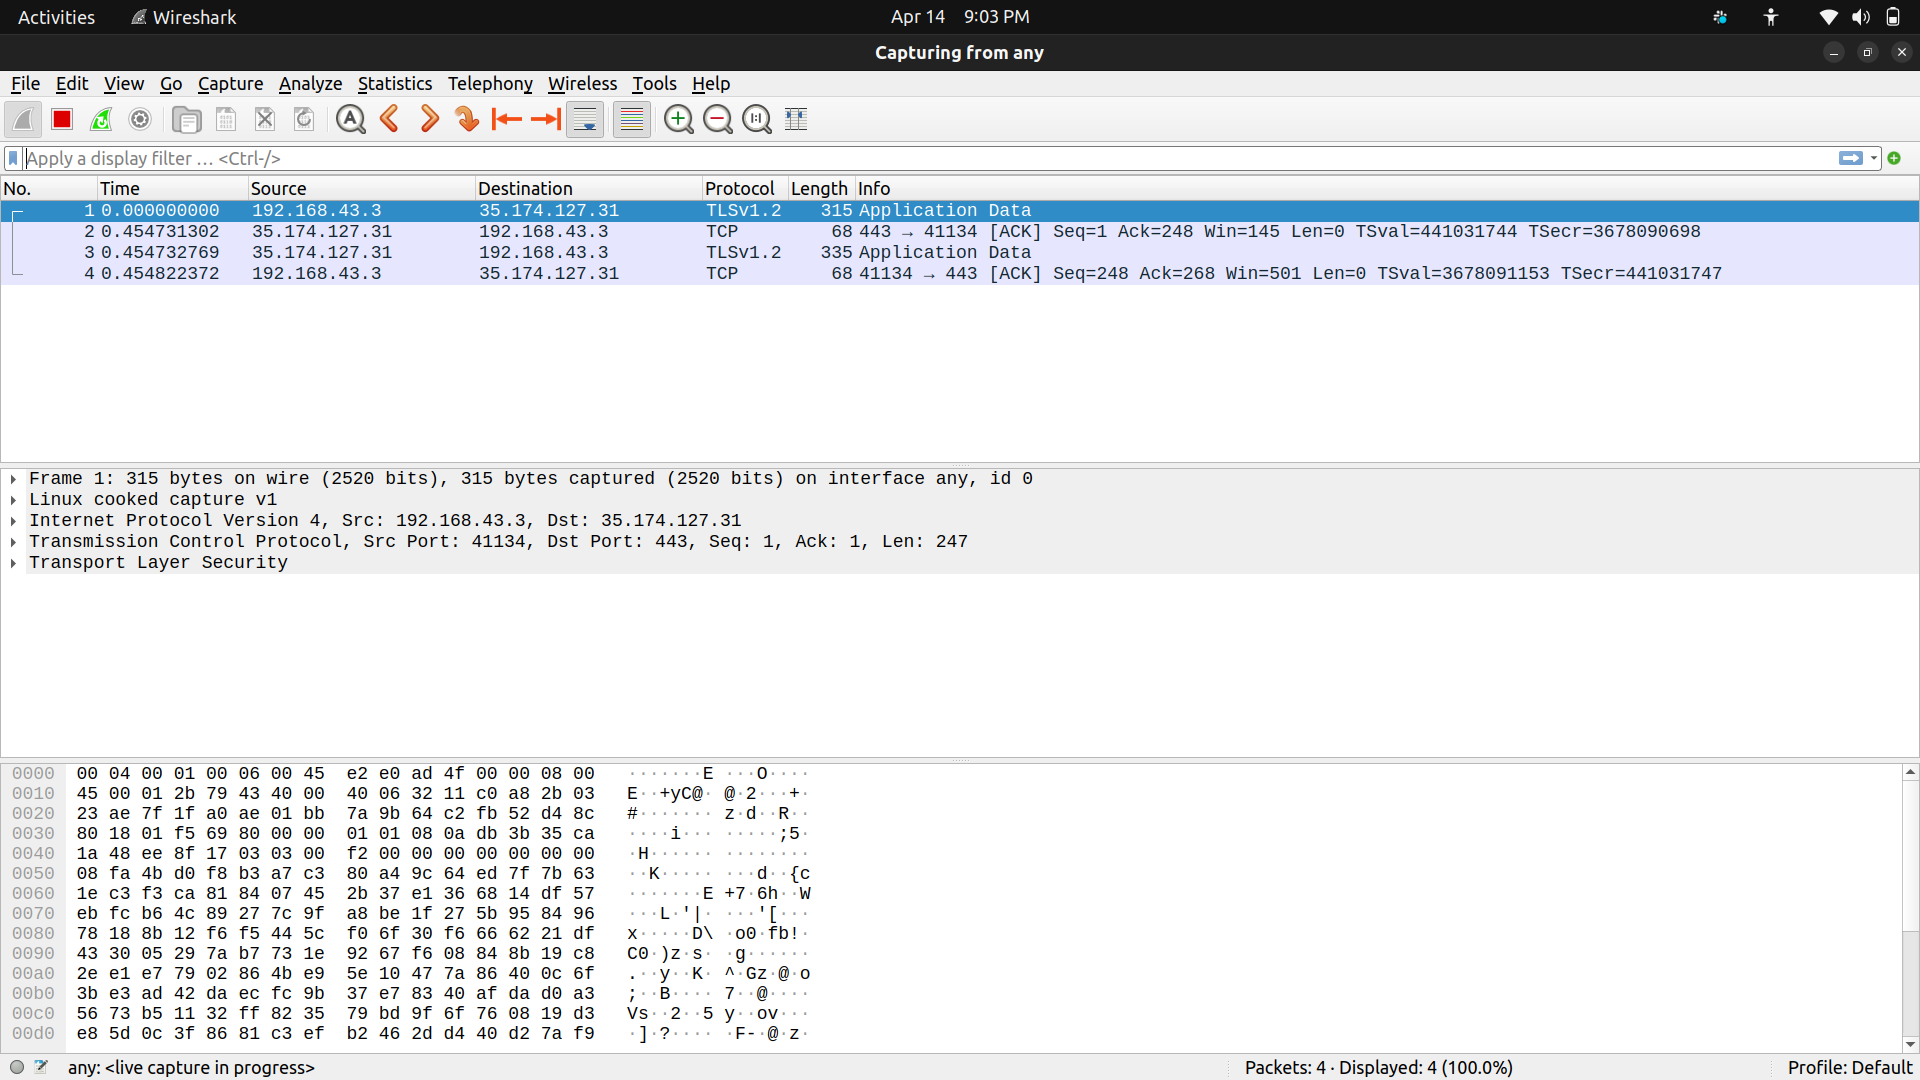 Activities Wireshark Apr 14 9:03 PM
Capturing from any
File Edit View Go Capture Analyze Statistics Telephony Wireless Tools Help
Apply a display filter … <Ctrl-/>
No. Time Source Destination Protocol Length Info
1 0.000000000 192.168.43.3 35.174.127.31 TLSv1.2 315 Application Data
2 0.454731302 35.174.127.31 192.168.43.3 TCP 68 443 → 41134 [ACK] Seq=1 Ack=248 Win=145 Len=0 TSval=441031744 TSecr=3678090698
3 0.454732769 35.174.127.31 192.168.43.3 TLSv1.2 335 Application Data
4 0.454822372 192.168.43.3 35.174.127.31 TCP 68 41134 → 443 [ACK] Seq=248 Ack=268 Win=501 Len=0 TSval=3678091153 TSecr=441031747
Frame 1: 315 bytes on wire (2520 bits), 315 bytes captured (2520 bits) on interface any, id 0
Linux cooked capture v1
Internet Protocol Version 4, Src: 192.168.43.3, Dst: 35.174.127.31
Transmission Control Protocol, Src Port: 41134, Dst Port: 443, Seq: 1, Ack: 1, Len: 247
Transport Layer Security
0000 00 04 00 01 00 06 00 45 e2 e0 ad 4f 00 00 08 00 ·······E ···O····
0010 45 00 01 2b 79 43 40 00 40 06 32 11 c0 a8 2b 03 E··+yC@· @·2···+·
0020 23 ae 7f 1f a0 ae 01 bb 7a 9b 64 c2 fb 52 d4 8c #······· z·d··R··
0030 80 18 01 f5 69 80 00 00 01 01 08 0a db 3b 35 ca ····i··· ·····;5·
0040 1a 48 ee 8f 17 03 03 00 f2 00 00 00 00 00 00 00 ·H······ ········
0050 08 fa 4b d0 f8 b3 a7 c3 80 a4 9c 64 ed 7f 7b 63 ··K····· ···d··{c
0060 1e c3 f3 ca 81 84 07 45 2b 37 e1 36 68 14 df 57 ·······E +7·6h··W
0070 eb fc b6 4c 89 27 7c 9f a8 be 1f 27 5b 95 84 96 ···L·'|· ···'[···
0080 78 18 8b 12 f6 f5 44 5c f0 6f 30 f6 66 62 21 df x·····D\ ·o0·fb!·
0090 43 30 05 29 7a b7 73 1e 92 67 f6 08 84 8b 19 c8 C0·)z·s· ·g······
00a0 2e e1 e7 79 02 86 4b e9 5e 10 47 7a 86 40 0c 6f .··y··K· ^·Gz·@·o
00b0 3b e3 ad 42 da ec fc 9b 37 e7 83 40 af da d0 a3 ;··B···· 7··@····
00c0 56 73 b5 11 32 ff 82 35 79 bd 9f 6f 76 08 19 d3 Vs··2··5 y··ov···
00d0 e8 5d 0c 3f 86 81 c3 ef b2 46 2d d4 40 d2 7a f9 ·]·?···· ·F-·@·z·
any: <live capture in progress> Packets: 4 · Displayed: 4 (100.0%) Profile: Default